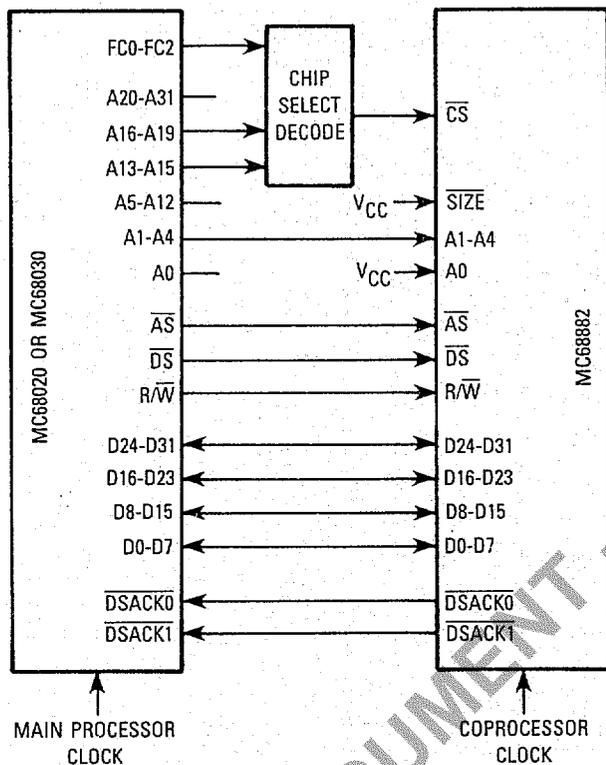 FC0-FC2
A20-A31
A16-A19
A13-A15
A5-A12
A1-A4
A0
AS
DS
R/W
D24-D31
D16-D23
D8-D15
D0-D7
DSACK0
DSACK1
MC68020 OR MC68030
MAIN PROCESSOR
CLOCK
CHIP
SELECT
DECODE
VCC
VCC
CS
SIZE
A1-A4
A0
AS
DS
R/W
D24-D31
D16-D23
D8-D15
D0-D7
DSACK0
DSACK1
MC68882
COPROCESSOR
CLOCK
UMENT